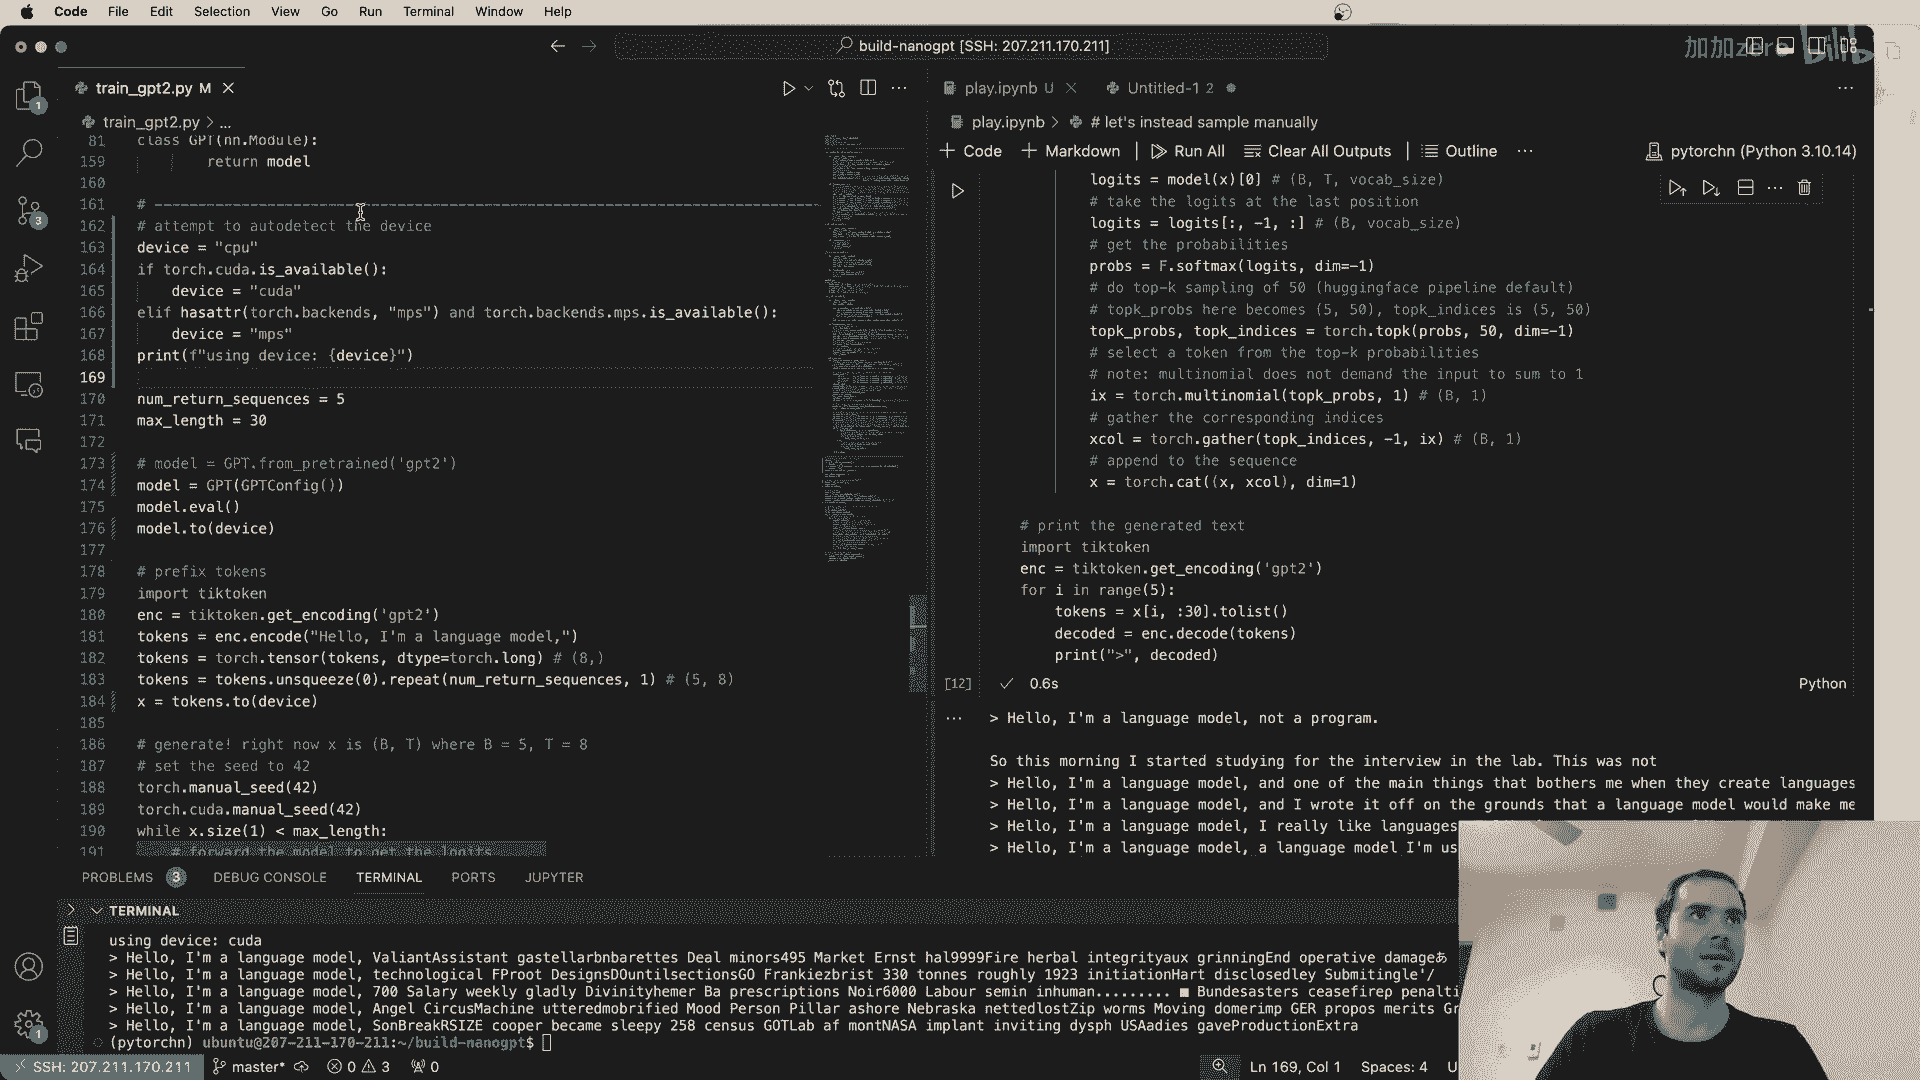 Code File Edit Selection View Go Run Terminal Window Help
build-nanogpt [SSH: 207.211.170.211]
加加zero bilibili
train_gpt2.py M
train_gpt2.py > ...
81 class GPT(nn.Module):
159 return model
160
161 # -----------------------------------------------------------------------------
162 # attempt to autodetect the device
163 device = "cpu"
164 if torch.cuda.is_available():
165 device = "cuda"
166 elif hasattr(torch.backends, "mps") and torch.backends.mps.is_available():
167 device = "mps"
168 print(f"using device: {device}")
169
170 num_return_sequences = 5
171 max_length = 30
172
173 # model = GPT.from_pretrained('gpt2')
174 model = GPT(GPTConfig())
175 model.eval()
176 model.to(device)
177
178 # prefix tokens
179 import tiktoken
180 enc = tiktoken.get_encoding('gpt2')
181 tokens = enc.encode("Hello, I'm a language model,")
182 tokens = torch.tensor(tokens, dtype=torch.long) # (8,)
183 tokens = tokens.unsqueeze(0).repeat(num_return_sequences, 1) # (5, 8)
184 x = tokens.to(device)
185
186 # generate! right now x is (B, T) where B = 5, T = 8
187 # set the seed to 42
188 torch.manual_seed(42)
189 torch.cuda.manual_seed(42)
190 while x.size(1) < max_length:
191 # forward the model to get the logits
play.ipynb U
Untitled-1 2
play.ipynb > # let's instead sample manually
+ Code + Markdown | Run All Clear All Outputs | Outline ...
pytorchn (Python 3.10.14)
logits = model(x)[0] # (B, T, vocab_size)
# take the logits at the last position
logits = logits[:, -1, :] # (B, vocab_size)
# get the probabilities
probs = F.softmax(logits, dim=-1)
# do top-k sampling of 50 (huggingface pipeline default)
# topk_probs here becomes (5, 50), topk_indices is (5, 50)
topk_probs, topk_indices = torch.topk(probs, 50, dim=-1)
# select a token from the top-k probabilities
# note: multinomial does not demand the input to sum to 1
ix = torch.multinomial(topk_probs, 1) # (B, 1)
# gather the corresponding indices
xcol = torch.gather(topk_indices, -1, ix) # (B, 1)
# append to the sequence
x = torch.cat((x, xcol), dim=1)
# print the generated text
import tiktoken
enc = tiktoken.get_encoding('gpt2')
for i in range(5):
tokens = x[i, :30].tolist()
decoded = enc.decode(tokens)
print(">", decoded)
[12] 0.6s Python
> Hello, I'm a language model, not a program.
So this morning I started studying for the interview in the lab. This was not
> Hello, I'm a language model, and one of the main things that bothers me when they create languages
> Hello, I'm a language model, and I wrote it off on the grounds that a language model would make me
> Hello, I'm a language model, I really like languages
> Hello, I'm a language model, a language model I'm us
PROBLEMS 3 DEBUG CONSOLE TERMINAL PORTS JUPYTER
TERMINAL
using device: cuda
> Hello, I'm a language model, ValiantAssistant gastellarbnbarettes Deal minors495 Market Ernst hal9999Fire herbal integrityaux grinningEnd operative damageあ
> Hello, I'm a language model, technological FProot DesignsDOuntilsectionsGO Frankiezbrist 330 tonnes roughly 1923 initiationHart disclosedley Submitingle'/
> Hello, I'm a language model, 700 Salary weekly gladly Divinityhemer Ba prescriptions Noir6000 Labour semin inhuman......... ■ Bundesasters ceasefirep penalti
> Hello, I'm a language model, Angel CircusMachine utteredmobrified Mood Person Pillar ashore Nebraska nettedlostZip worms Moving domerimp GER propos merits Gr
> Hello, I'm a language model, SonBreakRSIZE cooper became sleepy 258 census GOTLab af montNASA implant inviting dysph USAadies gaveProductionExtra
(pytorchn) ubuntu@207-211-170-211:~/build-nanogpt$
SSH: 207.211.170.211 master* 0 3 0
Ln 169, Col 1 Spaces: 4 U